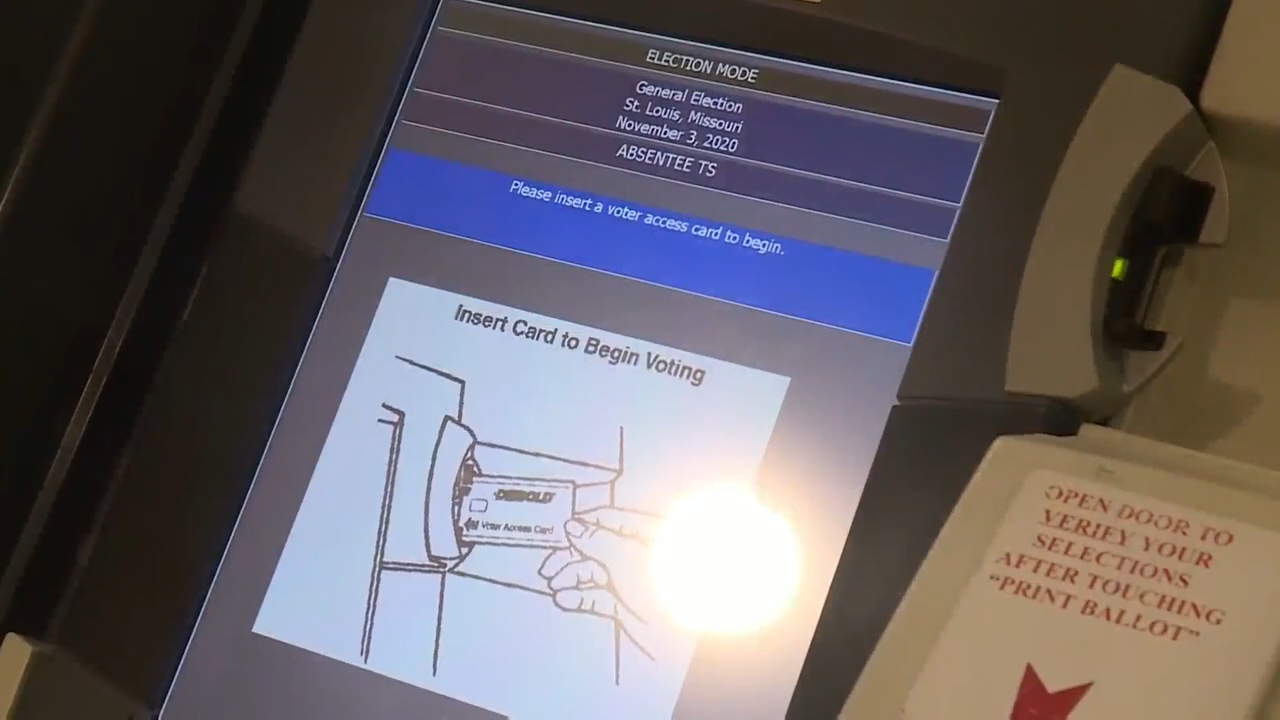 ELECTION MODE
General Election
St. Louis, Missouri
November 3, 2020
ABSENTEE TS
Please insert a voter access card to begin.
Insert Card to Begin Voting
DIEBOLD
Voter Access Card
OPEN DOOR TO
VERIFY YOUR
SELECTIONS
AFTER TOUCHING
“PRINT BALLOT”